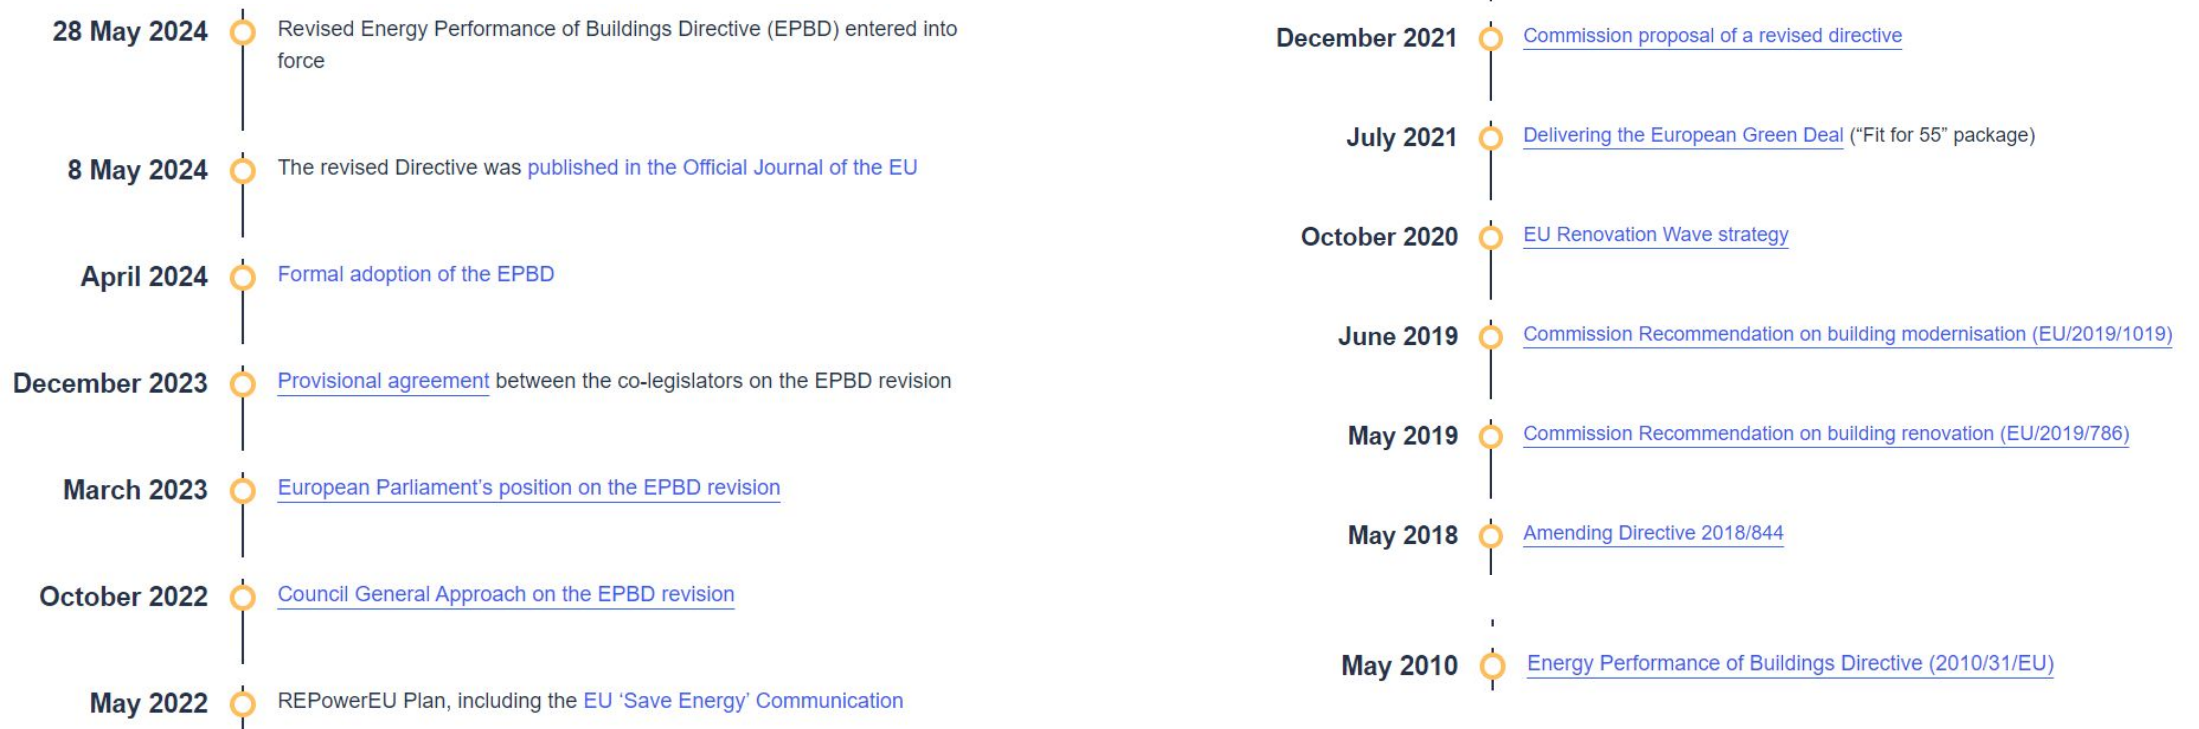 28 May 2024 Revised Energy Performance of Buildings Directive (EPBD) entered into
force
8 May 2024 The revised Directive was published in the Official Journal of the EU
April 2024 Formal adoption of the EPBD
December 2023 Provisional agreement between the co-legislators on the EPBD revision
March 2023 European Parliament’s position on the EPBD revision
October 2022 Council General Approach on the EPBD revision
May 2022 REPowerEU Plan, including the EU ‘Save Energy’ Communication
December 2021 Commission proposal of a revised directive
July 2021 Delivering the European Green Deal (“Fit for 55” package)
October 2020 EU Renovation Wave strategy
June 2019 Commission Recommendation on building modernisation (EU/2019/1019)
May 2019 Commission Recommendation on building renovation (EU/2019/786)
May 2018 Amending Directive 2018/844
May 2010 Energy Performance of Buildings Directive (2010/31/EU)